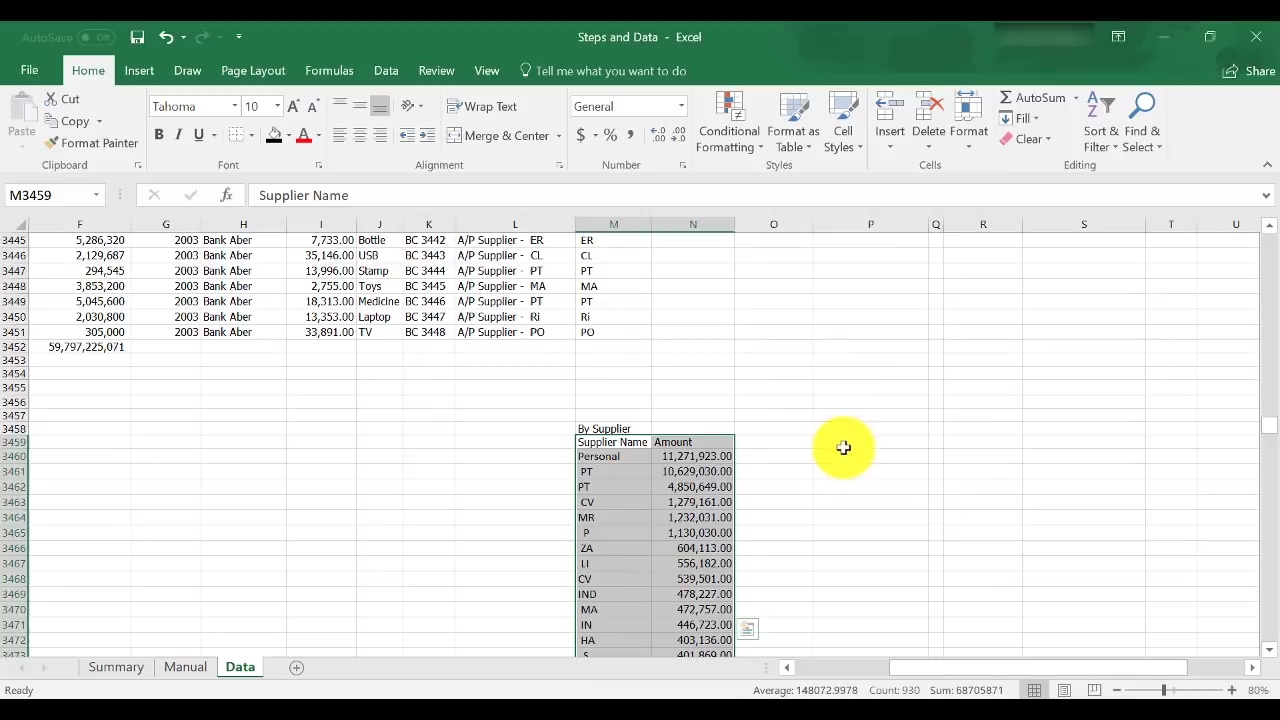 AutoSave Off
Steps and Data - Excel
File Home Insert Draw Page Layout Formulas Data Review View Tell me what you want to do Share
Paste Cut Copy Format Painter
Tahoma 10 B I U
Wrap Text Merge & Center
General $ % ,
Conditional Formatting Format as Table Cell Styles
Insert Delete Format
AutoSum Fill Clear Sort & Filter Find & Select
Clipboard Font Alignment Number Styles Cells Editing
M3459 fx Supplier Name
F G H I J K L M N O P Q R S T U
3445 5,286,320 2003 Bank Aber 7,733.00 Bottle BC 3442 A/P Supplier - ER ER
3446 2,129,687 2003 Bank Aber 35,146.00 USB BC 3443 A/P Supplier - CL CL
3447 294,545 2003 Bank Aber 13,996.00 Stamp BC 3444 A/P Supplier - PT PT
3448 3,853,200 2003 Bank Aber 2,755.00 Toys BC 3445 A/P Supplier - MA MA
3449 5,045,600 2003 Bank Aber 18,313.00 Medicine BC 3446 A/P Supplier - PT PT
3450 2,030,800 2003 Bank Aber 13,353.00 Laptop BC 3447 A/P Supplier - Ri Ri
3451 305,000 2003 Bank Aber 33,891.00 TV BC 3448 A/P Supplier - PO PO
3452 59,797,225,071
3453
3454
3455
3456
3457
3458 By Supplier
3459 Supplier Name Amount
3460 Personal 11,271,923.00
3461 PT 10,629,030.00
3462 PT 4,850,649.00
3463 CV 1,279,161.00
3464 MR 1,232,031.00
3465 P 1,130,030.00
3466 ZA 604,113.00
3467 LI 556,182.00
3468 CV 539,501.00
3469 IND 478,227.00
3470 MA 472,757.00
3471 IN 446,723.00
3472 HA 403,136.00
3473 S 401,869.00
Summary Manual Data
Ready Average: 148072.9978 Count: 930 Sum: 68705871 80%